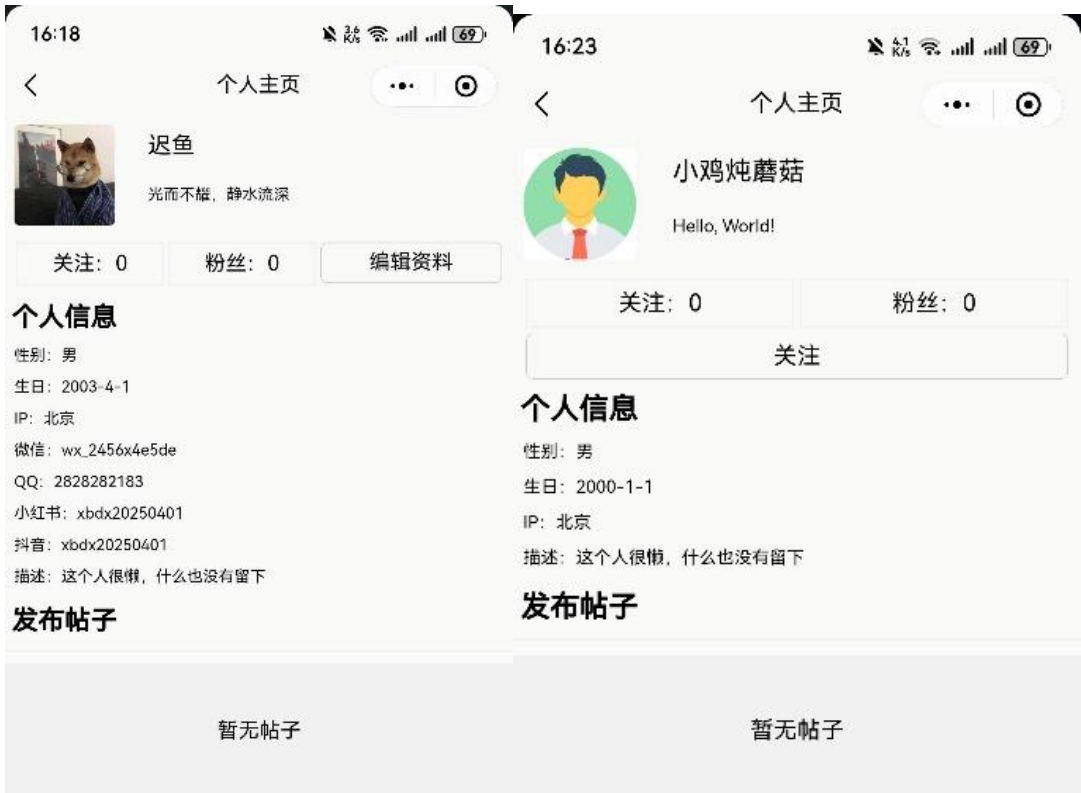 16:18
3.6 K/s
69
个人主页
迟鱼
光而不耀，静水流深
关注：0
粉丝：0
编辑资料
个人信息
性别：男
生日：2003-4-1
IP：北京
微信：wx_2456x4e5de
QQ：2828282183
小红书：xbdx20250401
抖音：xbdx20250401
描述：这个人很懒，什么也没有留下
发布帖子
暂无帖子
16:23
4.1 K/s
69
个人主页
小鸡炖蘑菇
Hello, World!
关注：0
粉丝：0
关注
个人信息
性别：男
生日：2000-1-1
IP：北京
描述：这个人很懒，什么也没有留下
发布帖子
暂无帖子